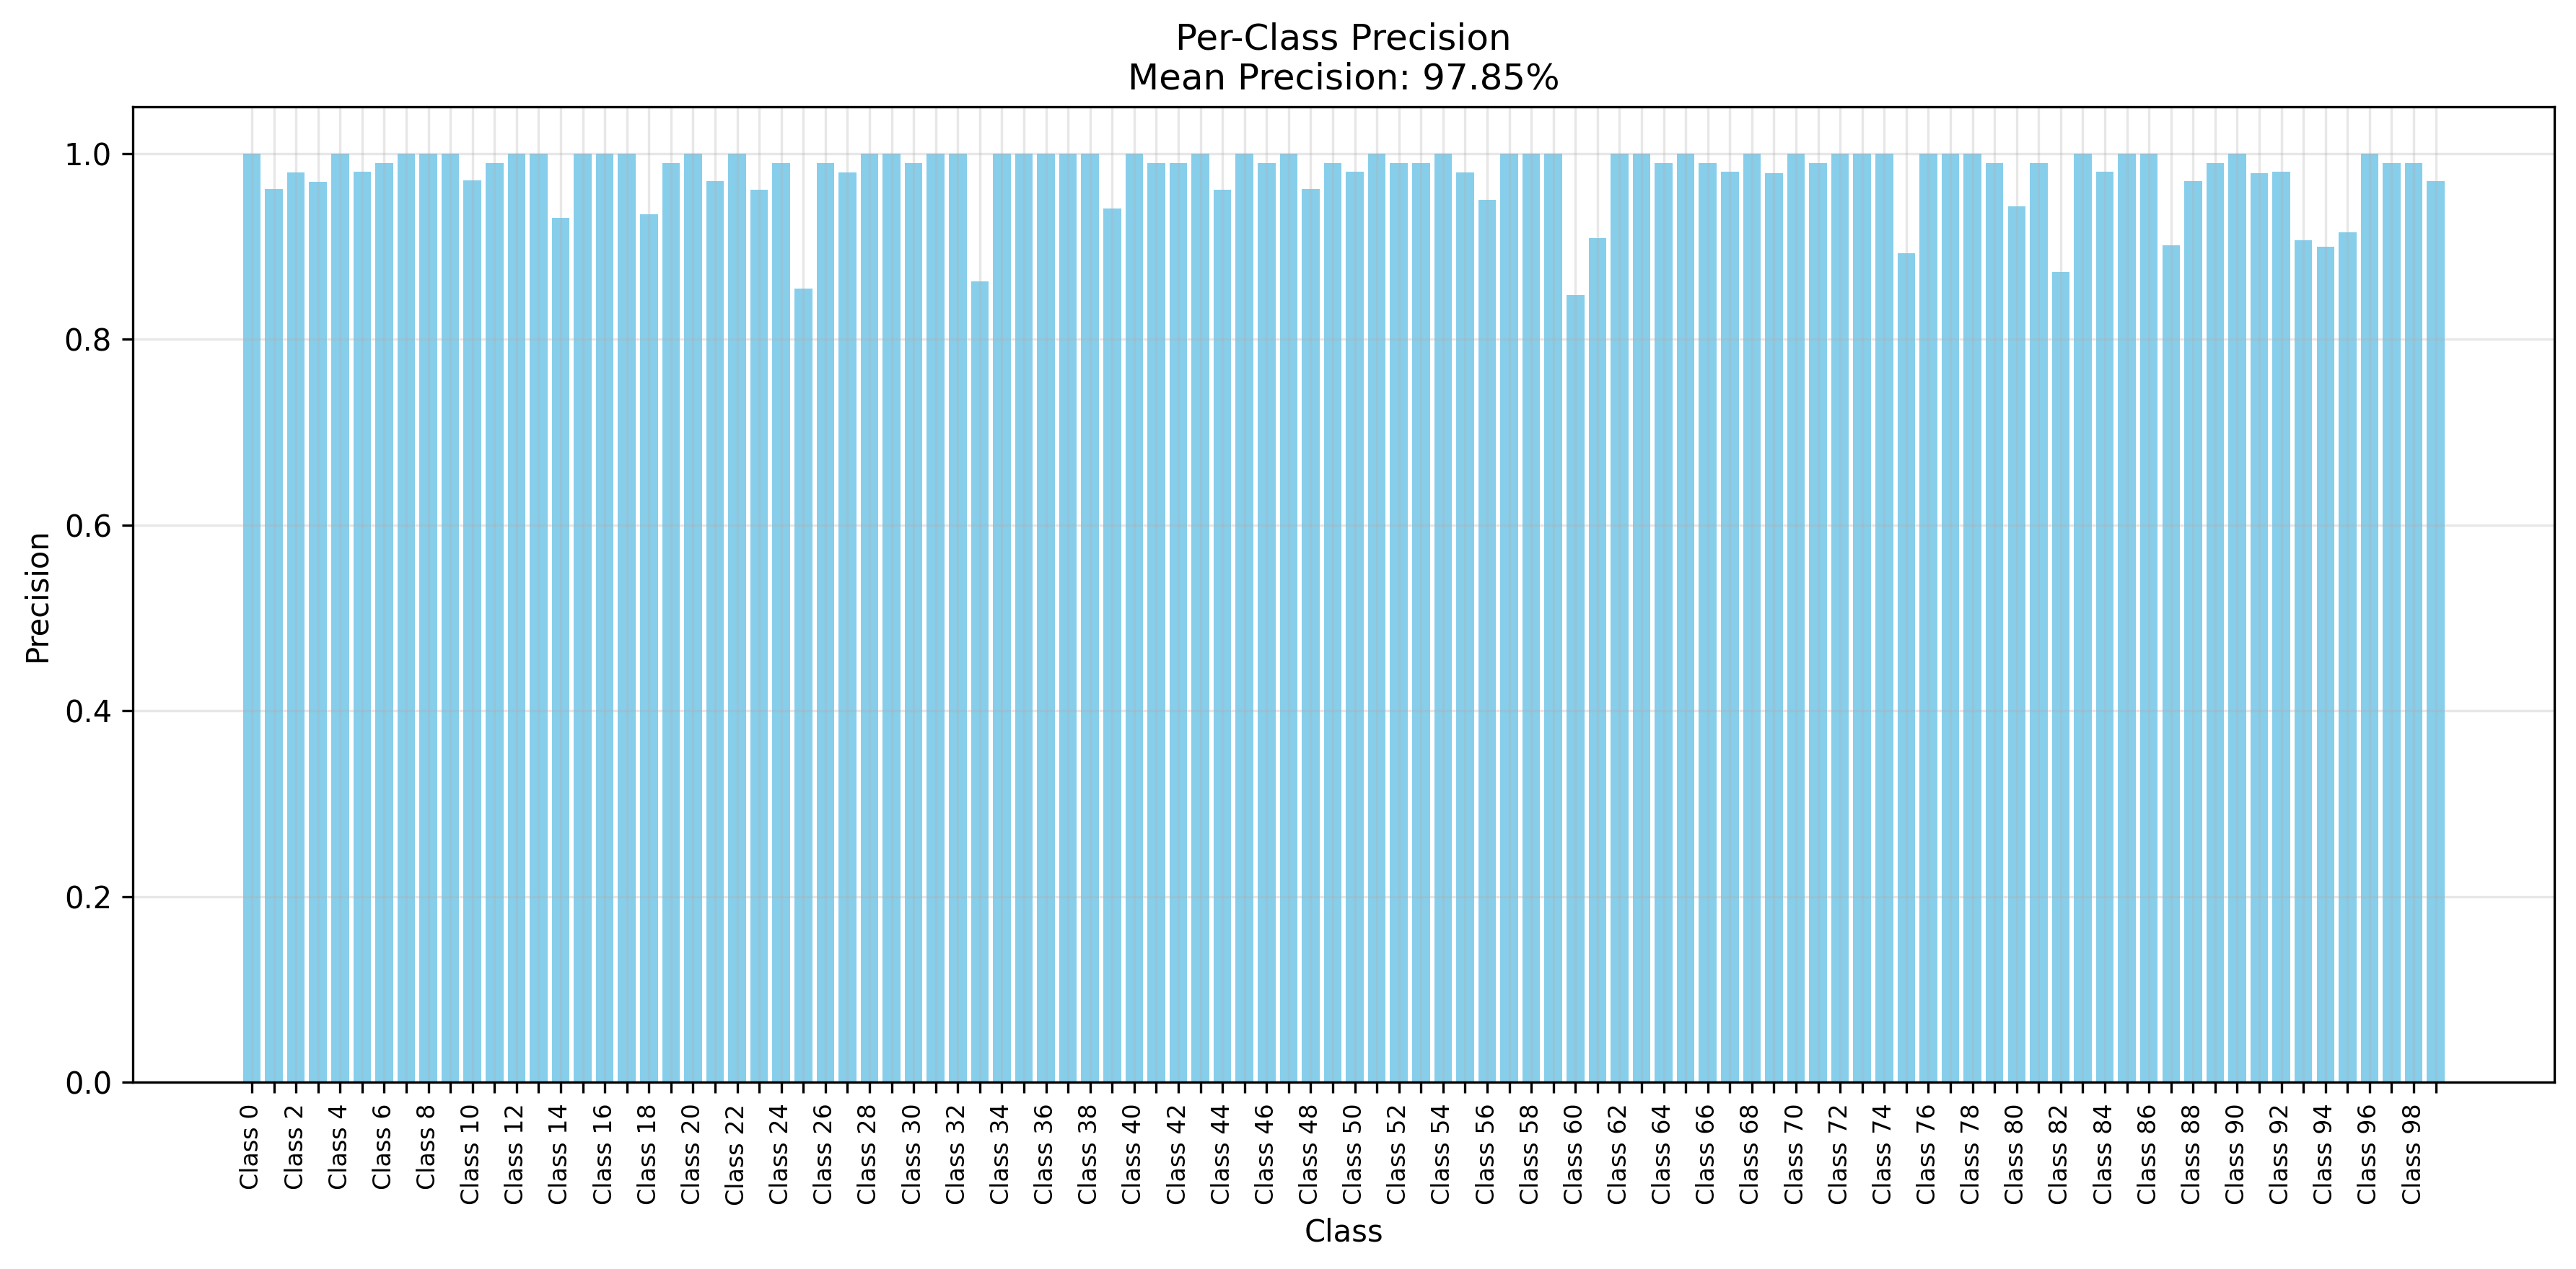 Per-Class Precision
Mean Precision: 97.85%
Precision
1.0
0.8
0.6
0.4
0.2
0.0
Class 0
Class 2
Class 4
Class 6
Class 8
Class 10
Class 12
Class 14
Class 16
Class 18
Class 20
Class 22
Class 24
Class 26
Class 28
Class 30
Class 32
Class 34
Class 36
Class 38
Class 40
Class 42
Class 44
Class 46
Class 48
Class 50
Class 52
Class 54
Class 56
Class 58
Class 60
Class 62
Class 64
Class 66
Class 68
Class 70
Class 72
Class 74
Class 76
Class 78
Class 80
Class 82
Class 84
Class 86
Class 88
Class 90
Class 92
Class 94
Class 96
Class 98
Class